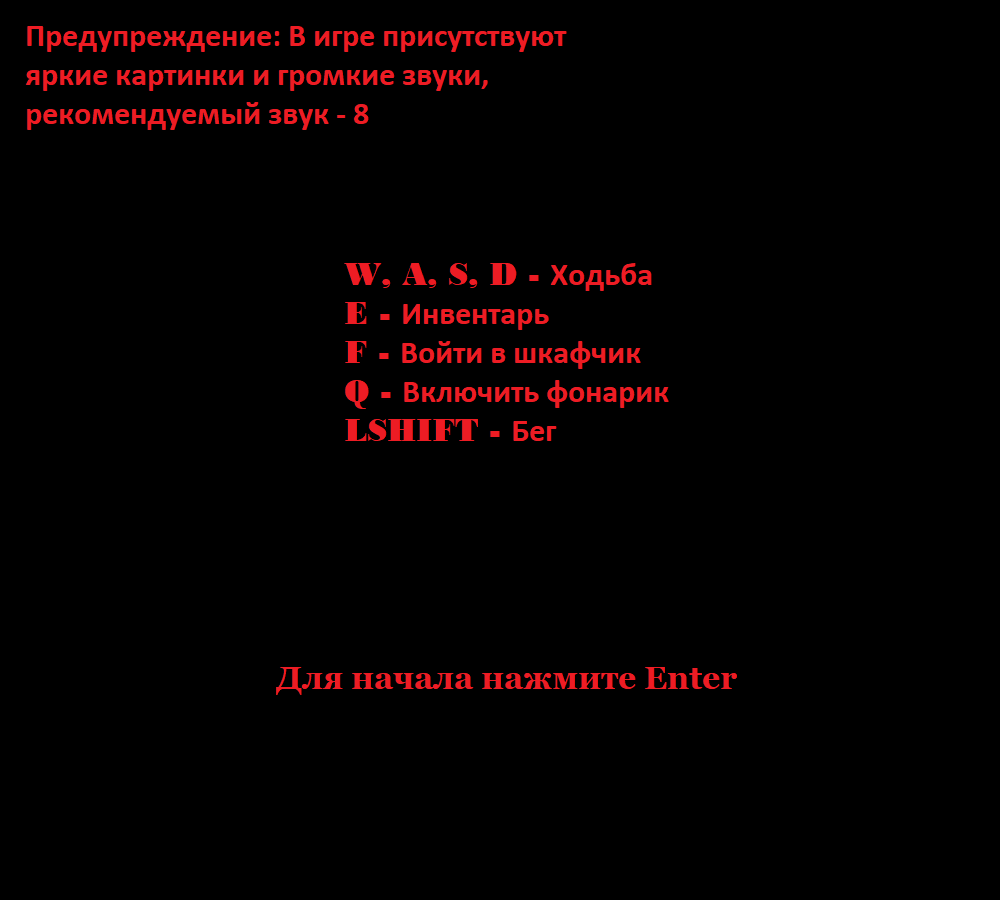 Предупреждение: В игре присутствуют
яркие картинки и громкие звуки,
рекомендуемый звук - 8
W, A, S, D - Ходьба
E - Инвентарь
F - Войти в шкафчик
Q - Включить фонарик
LSHIFT - Бег
Для начала нажмите Enter